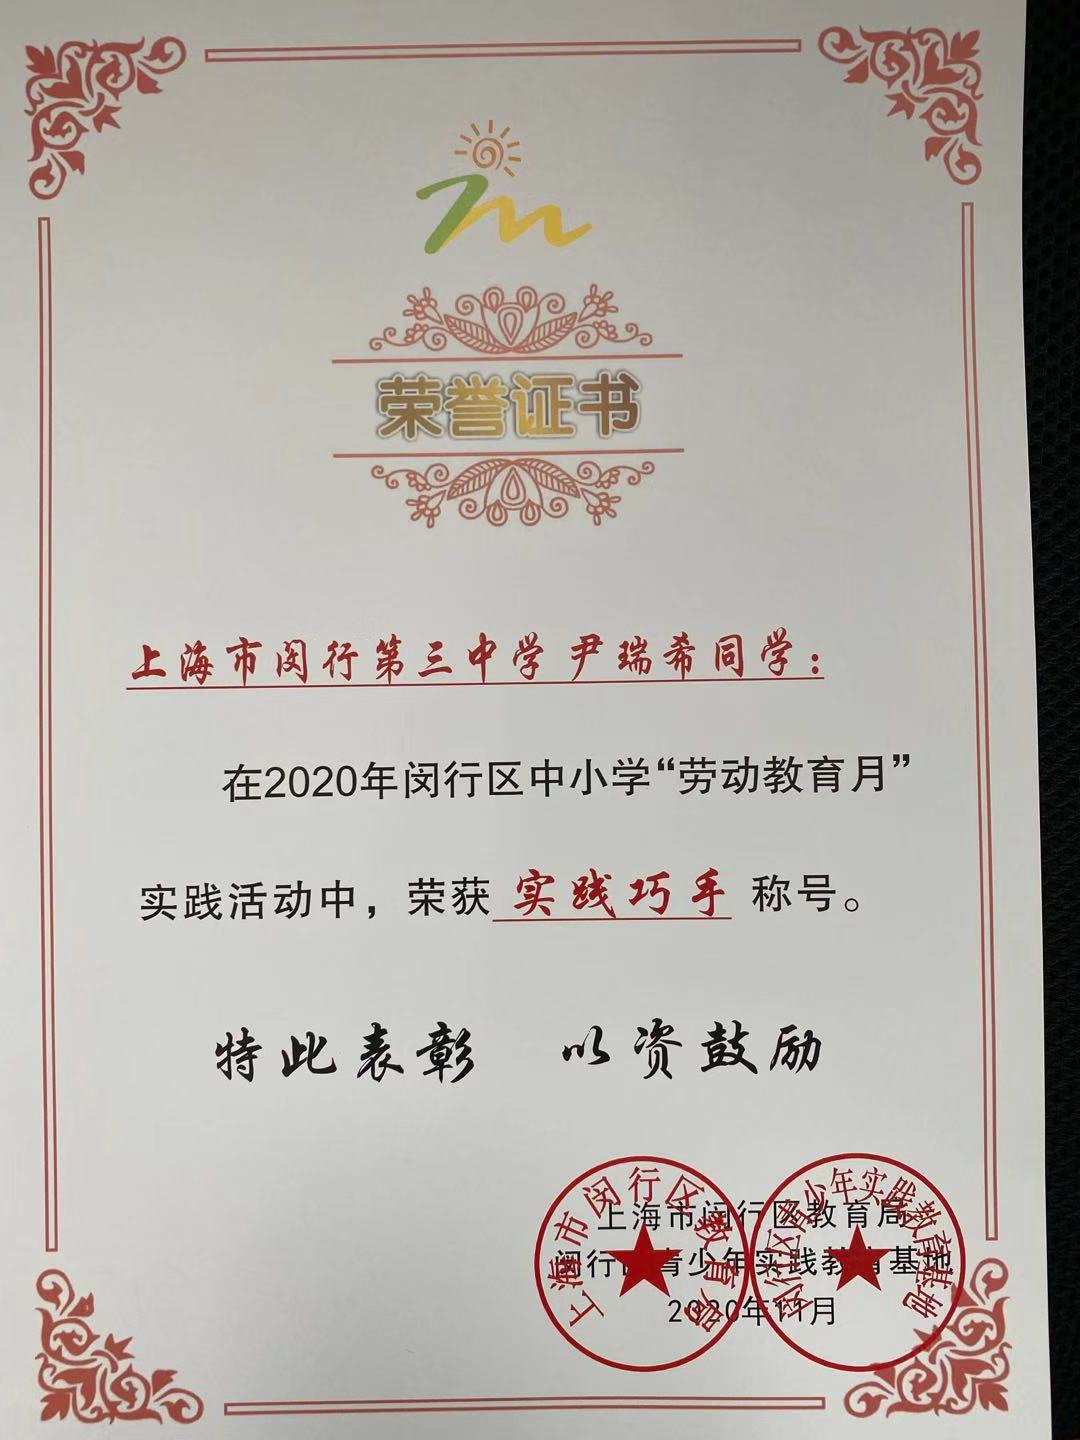 荣誉证书
上海市闵行第三中学 尹瑞希同学：
在2020年闵行区中小学“劳动教育月”
实践活动中，荣获 实践巧手 称号。
特此表彰 以资鼓励
上海市闵行区教育局
闵行区青少年实践教育基地
2020年11月
上海市闵行区教育局
闵行区青少年实践教育基地